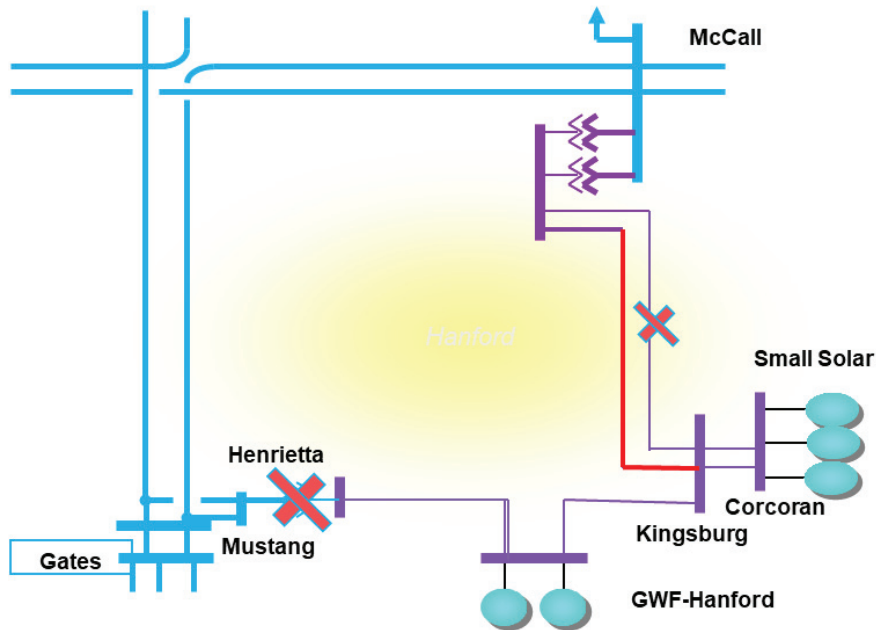 McCall
Hanford
Small Solar
Henrietta
Corcoran
Kingsburg
Mustang
Gates
GWF-Hanford